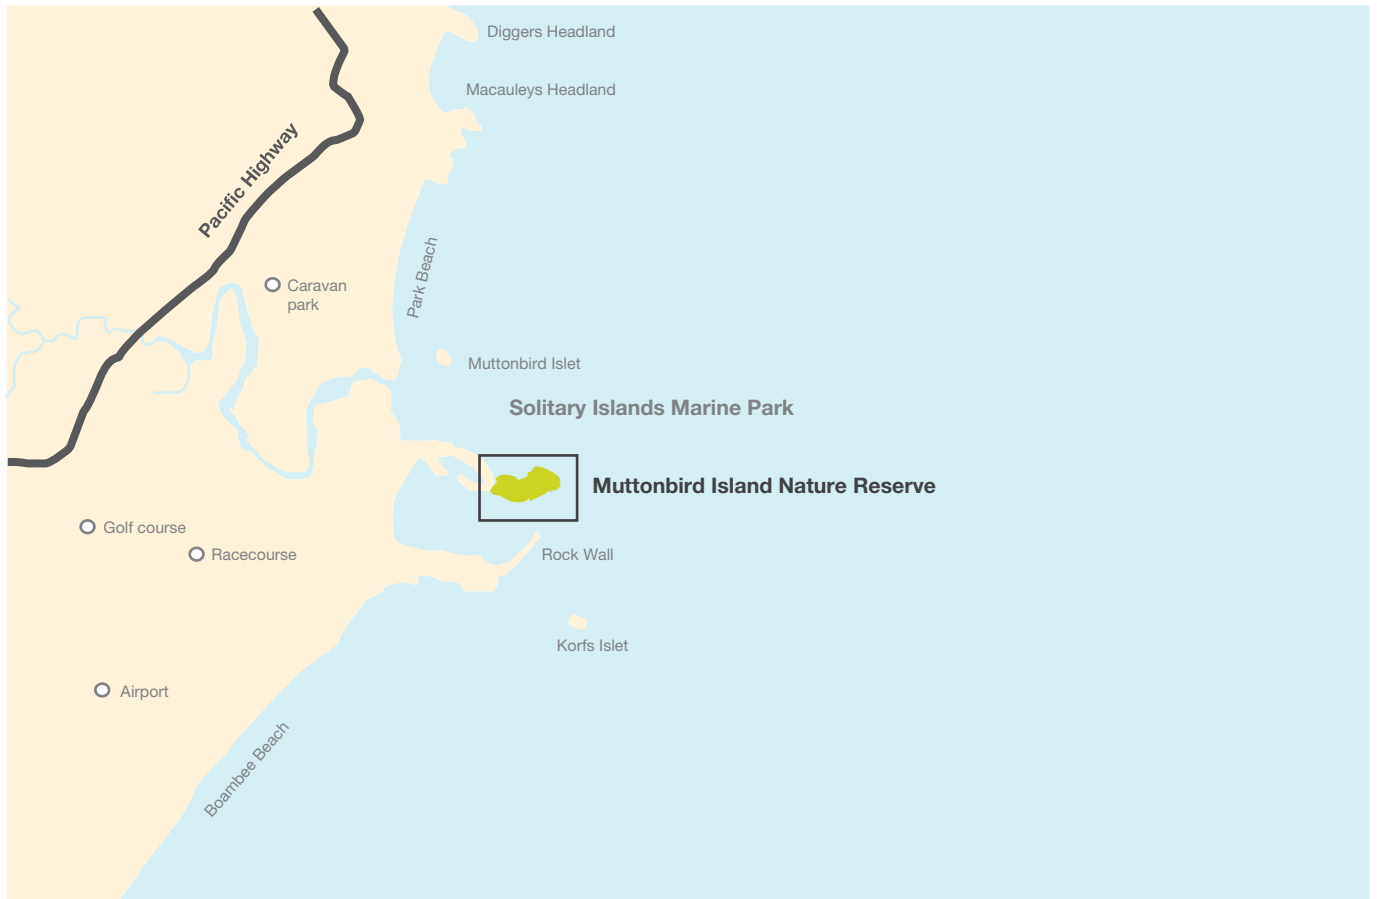 Diggers Headland
Macauleys Headland
Pacific Highway
Park Beach
Caravan
park
Muttonbird Islet
Solitary Islands Marine Park
Muttonbird Island Nature Reserve
Golf course
Racecourse
Rock Wall
Korfs Islet
Airport
Boambee Beach